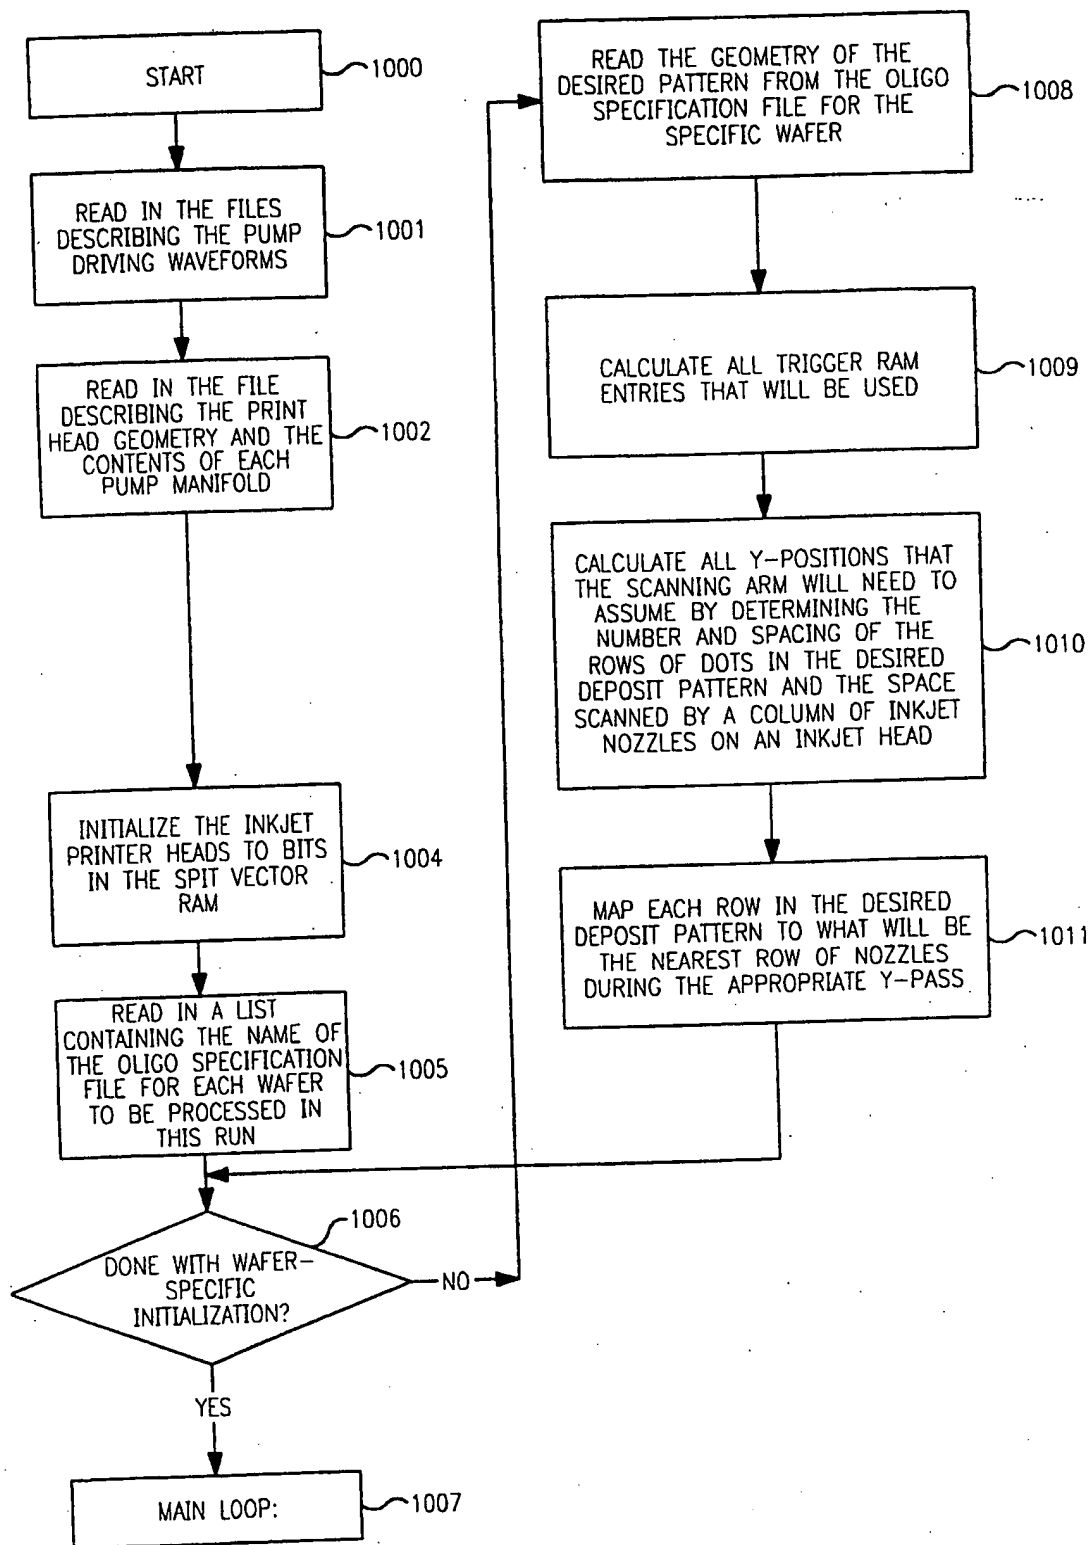 START
1000
READ IN THE FILES
DESCRIBING THE PUMP
DRIVING WAVEFORMS
1001
READ IN THE FILE
DESCRIBING THE PRINT
HEAD GEOMETRY AND THE
CONTENTS OF EACH
PUMP MANIFOLD
1002
INITIALIZE THE INKJET
PRINTER HEADS TO BITS
IN THE SPIT VECTOR
RAM
1004
READ IN A LIST
CONTAINING THE NAME OF
THE OLIGO SPECIFICATION
FILE FOR EACH WAFER
TO BE PROCESSED IN
THIS RUN
1005
1006
DONE WITH WAFER-
SPECIFIC
INITIALIZATION?
NO
YES
MAIN LOOP:
1007
READ THE GEOMETRY OF THE
DESIRED PATTERN FROM THE OLIGO
SPECIFICATION FILE FOR THE
SPECIFIC WAFER
1008
CALCULATE ALL TRIGGER RAM
ENTRIES THAT WILL BE USED
1009
CALCULATE ALL Y-POSITIONS THAT
THE SCANNING ARM WILL NEED TO
ASSUME BY DETERMINING THE
NUMBER AND SPACING OF THE
ROWS OF DOTS IN THE DESIRED
DEPOSIT PATTERN AND THE SPACE
SCANNED BY A COLUMN OF INKJET
NOZZLES ON AN INKJET HEAD
1010
MAP EACH ROW IN THE DESIRED
DEPOSIT PATTERN TO WHAT WILL BE
THE NEAREST ROW OF NOZZLES
DURING THE APPROPRIATE Y-PASS
1011